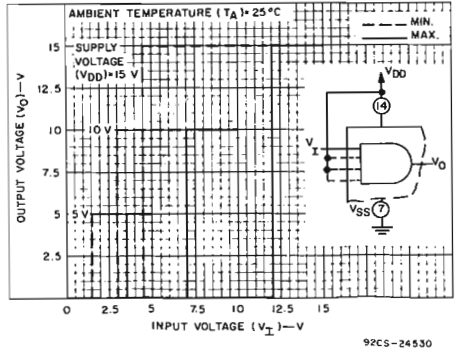 AMBIENT TEMPERATURE (TA)=25°C
MIN.
MAX.
SUPPLY
VOLTAGE
(VDD)=15 V
10 V
5 V
15
12.5
10
7.5
5
2.5
OUTPUT VOLTAGE (VO)—V
0
2.5
5
7.5
10
12.5
15
INPUT VOLTAGE (VI)—V
VDD
14
VI
VO
VSS
7
92CS-24530